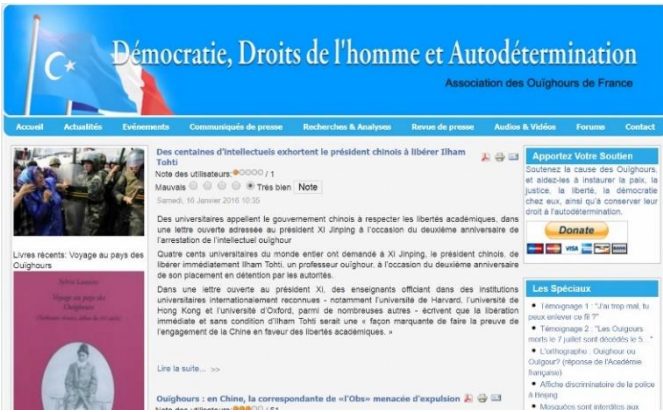 Démocratie, Droits de l'homme et Autodétermination
Association des Ouïghours de France
Accueil Actualités Evénements Communiqués de presse Recherches & Analyses Revue de presse Audios & Vidéos Forums Contact
Des centaines d'intellectuels exhortent le président chinois à libérer Ilham
Tohti
Note des utilisateurs: / 1
Mauvais Très bien Note
Samedi, 16 Janvier 2016 10:35
Des universitaires appellent le gouvernement chinois à respecter les libertés académiques, dans
une lettre ouverte adressée au président Xi Jinping à l'occasion du deuxième anniversaire de
l'arrestation de l'intellectuel ouïghour
Quatre cents universitaires du monde entier ont demandé à Xi Jinping, le président chinois, de
libérer immédiatement Ilham Tohti, un professeur ouïghour, à l'occasion du deuxième anniversaire
de son placement en détention par les autorités.
Dans une lettre ouverte au président Xi, des enseignants officiant dans des institutions
universitaires internationalement reconnues - notamment l'université de Harvard, l'université de
Hong Kong et l'université d'Oxford, parmi de nombreuses autres - écrivent que la libération
immédiate et sans condition d'Ilham Tohti serait une « façon marquante de faire la preuve de
l'engagement de la Chine en faveur des libertés académiques. »
Lire la suite... >>
Ouïghours : en Chine, la correspondante de «l'Obs» menacée d'expulsion
Note des utilisateurs: / 51
Livres récents: Voyage au pays des
Ouïghours
Voyage au pays
des
Ouïghours
Apportez Votre Soutien
Soutenez la cause des Ouïghours,
et aidez-les à instaurer la paix, la
justice, la liberté, la démocratie
chez eux, ainsi qu'à conserver leur
droit à l'autodétermination.
Donate
VISA
Les Spéciaux
Témoignage 1 : "J'ai trop mal, tu
peux enlever ce fil ?"
Témoignage 2 : "Les Ouïgours
morts le 7 juillet sont décédés le 5..."
L'orthographe : Ouïghour ou
Ouïgour? (réponse de l'Académie
française)
Affiche discriminatoire de la police
à Beijing
Mosquées sont interdites aux